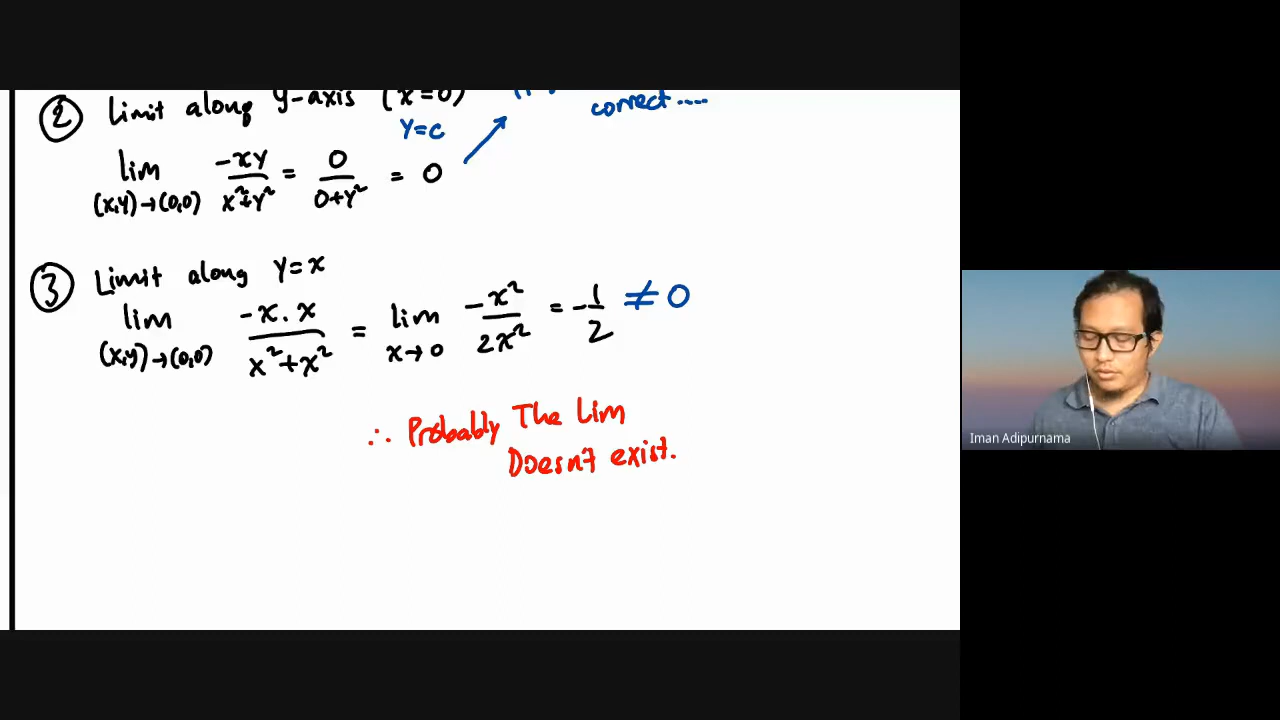 ② Limit along y-axis (x=0)
correct....
y=c
lim -xy = 0 = 0
(x,y)→(0,0) x²+y² 0+y²
③ Limit along y=x
lim -x.x = lim -x² = -1 ≠ 0
(x,y)→(0,0) x²+x² x→0 2x² 2
∴ Probably The Lim
Doesn't exist.
Iman Adipurnama